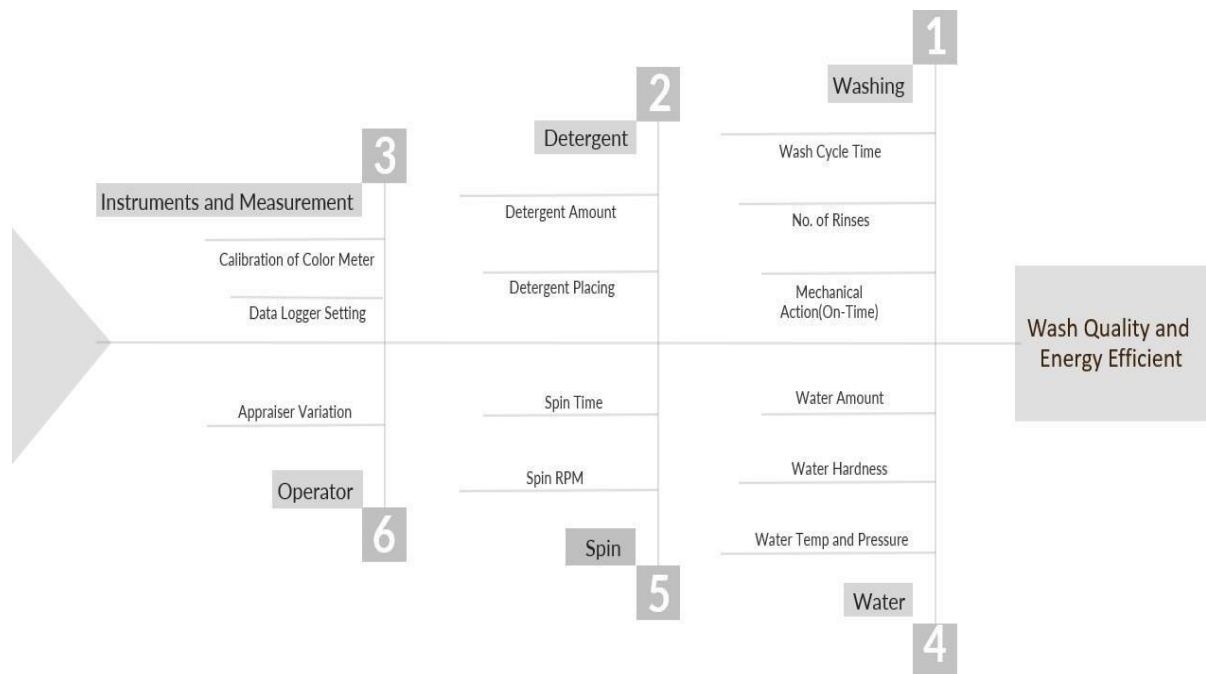 1
Washing
Wash Cycle Time
No. of Rinses
Mechanical
Action(On-Time)
2
Detergent
Detergent Amount
Detergent Placing
3
Instruments and Measurement
Calibration of Color Meter
Data Logger Setting
Wash Quality and
Energy Efficient
Appraiser Variation
Operator
6
Spin Time
Spin RPM
Spin
5
Water Amount
Water Hardness
Water Temp and Pressure
Water
4